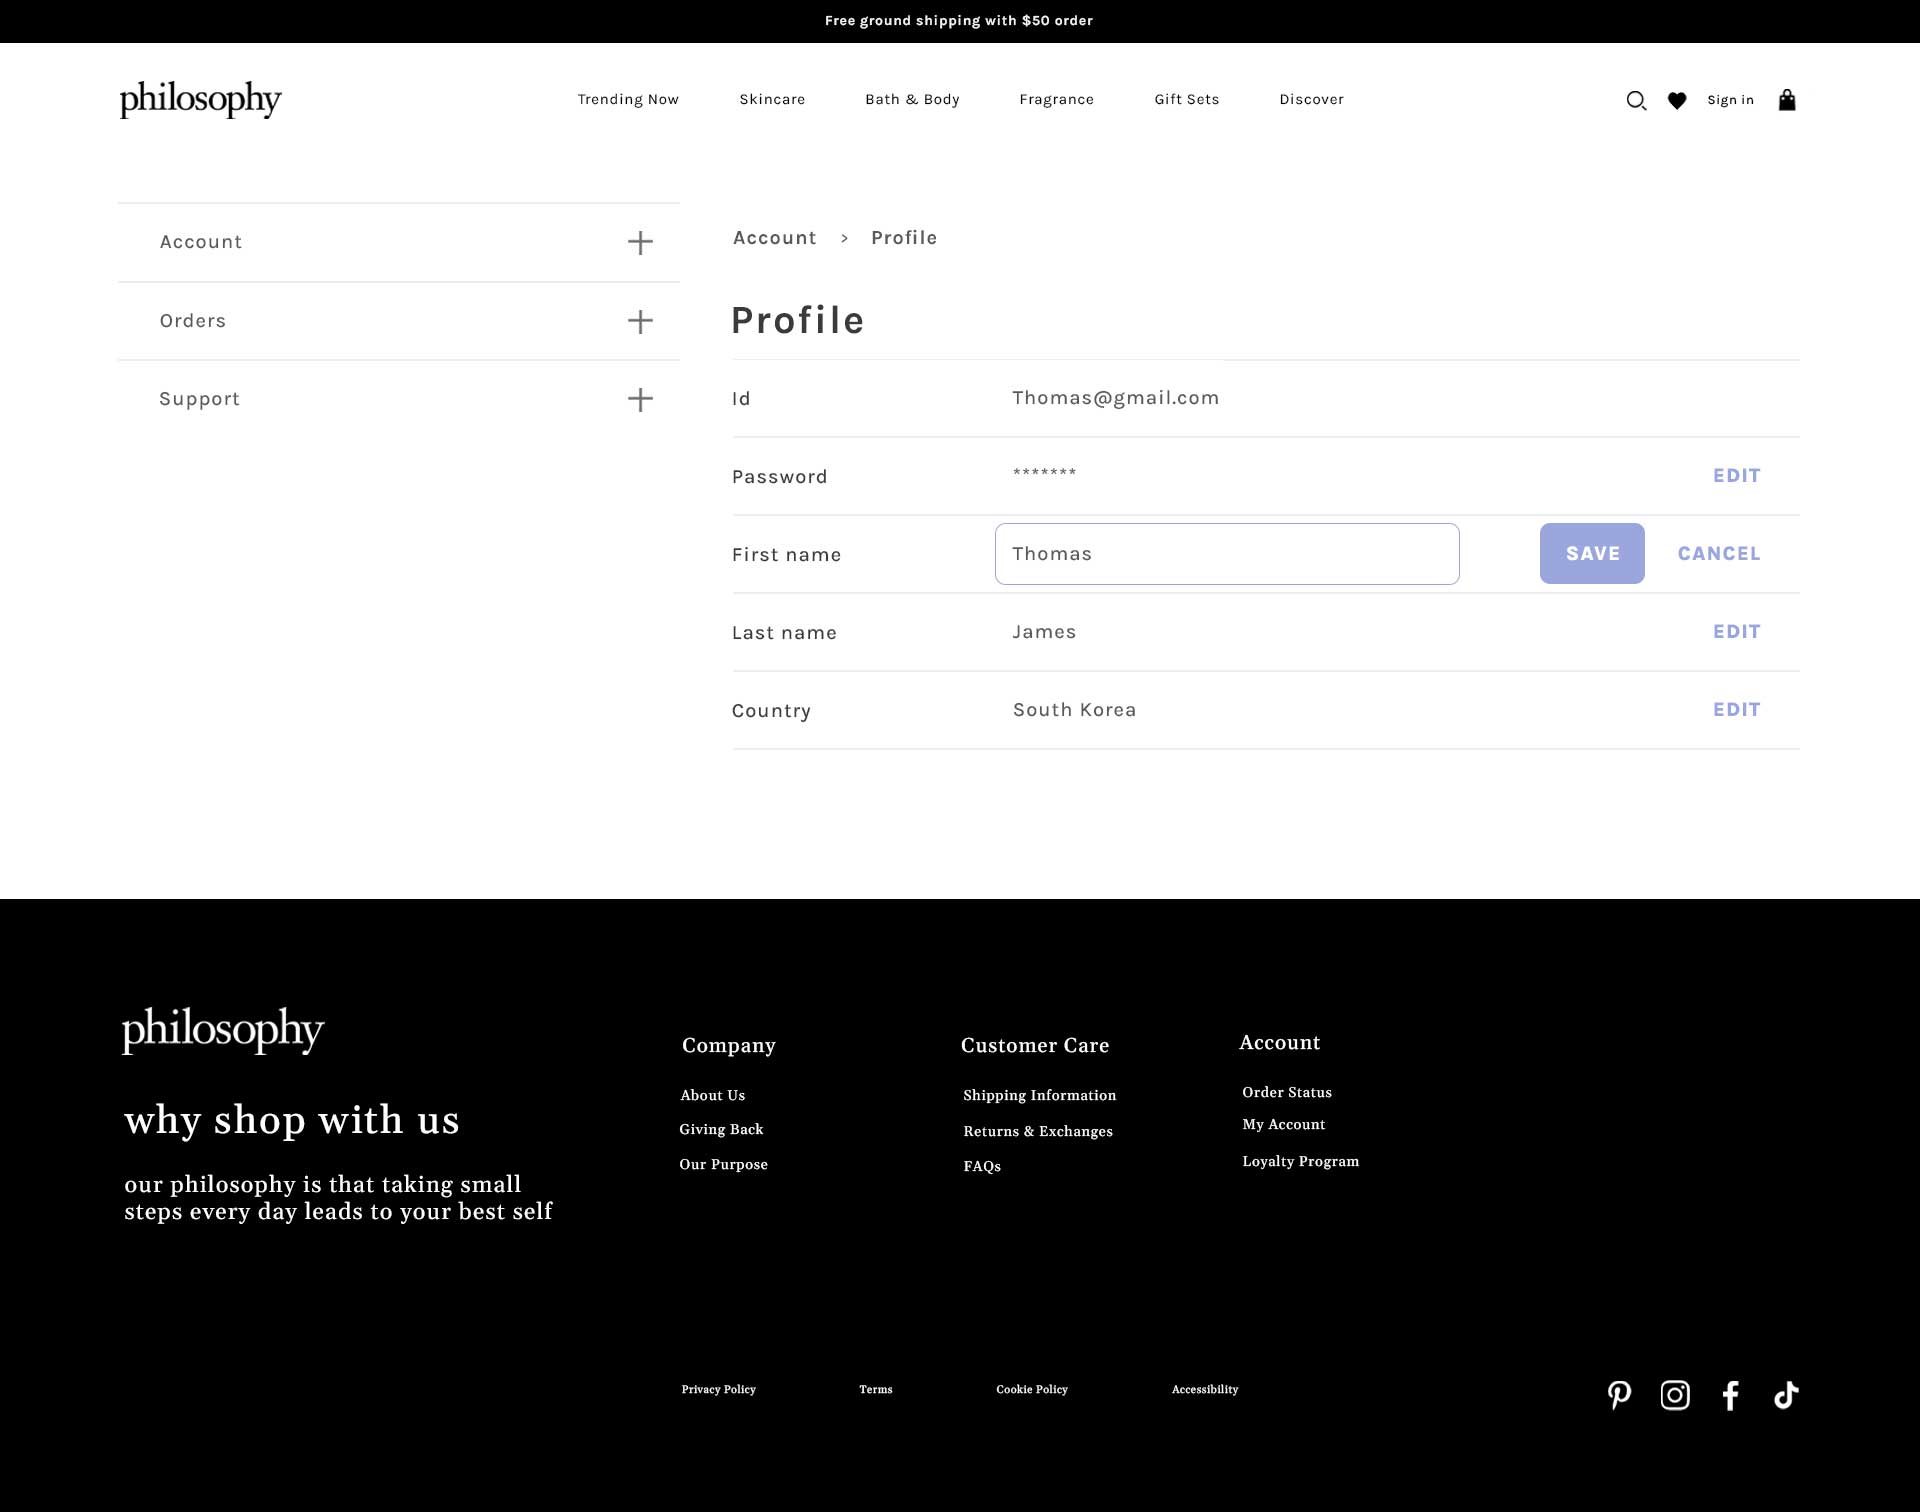 Free ground shipping with $50 order
philosophy
Trending Now
Skincare
Bath & Body
Fragrance
Gift Sets
Discover
Sign in
Account
Orders
Support
Account > Profile
Profile
Id
Thomas@gmail.com
Password
*******
EDIT
First name
Thomas
SAVE
CANCEL
Last name
James
EDIT
Country
South Korea
EDIT
philosophy
why shop with us
our philosophy is that taking small
steps every day leads to your best self
Company
About Us
Giving Back
Our Purpose
Customer Care
Shipping Information
Returns & Exchanges
FAQs
Account
Order Status
My Account
Loyalty Program
Privacy Policy
Terms
Cookie Policy
Accessibility